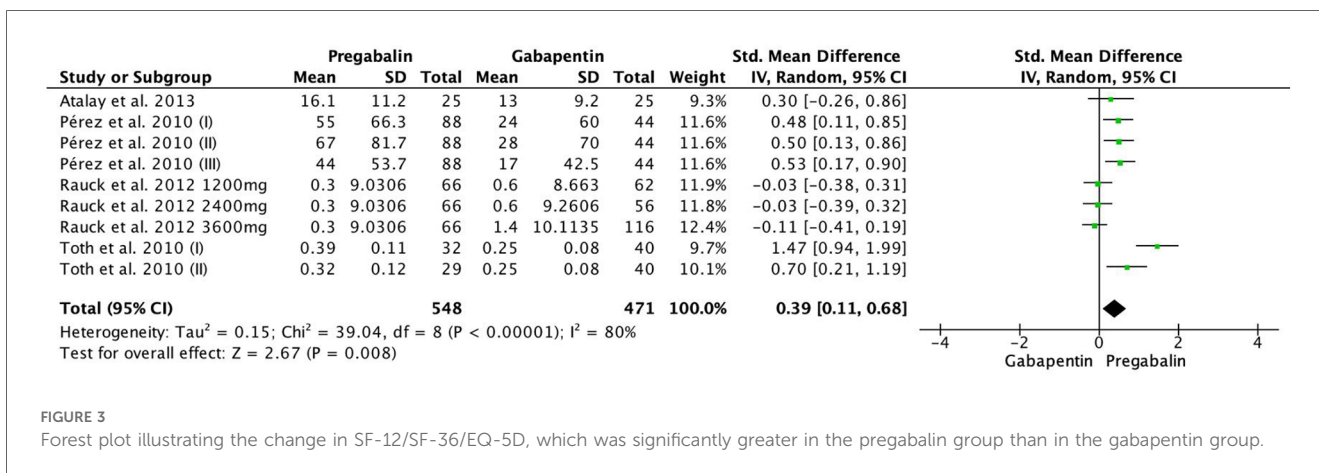 Pregabalin Gabapentin Std. Mean Difference Std. Mean Difference
Study or Subgroup Mean SD Total Mean SD Total Weight IV, Random, 95% CI IV, Random, 95% CI
Atalay et al. 2013 16.1 11.2 25 13 9.2 25 9.3% 0.30 [−0.26, 0.86]
Pérez et al. 2010 (I) 55 66.3 88 24 60 44 11.6% 0.48 [0.11, 0.85]
Pérez et al. 2010 (II) 67 81.7 88 28 70 44 11.6% 0.50 [0.13, 0.86]
Pérez et al. 2010 (III) 44 53.7 88 17 42.5 44 11.6% 0.53 [0.17, 0.90]
Rauck et al. 2012 1200mg 0.3 9.0306 66 0.6 8.663 62 11.9% −0.03 [−0.38, 0.31]
Rauck et al. 2012 2400mg 0.3 9.0306 66 0.6 9.2606 56 11.8% −0.03 [−0.39, 0.32]
Rauck et al. 2012 3600mg 0.3 9.0306 66 1.4 10.1135 116 12.4% −0.11 [−0.41, 0.19]
Toth et al. 2010 (I) 0.39 0.11 32 0.25 0.08 40 9.7% 1.47 [0.94, 1.99]
Toth et al. 2010 (II) 0.32 0.12 29 0.25 0.08 40 10.1% 0.70 [0.21, 1.19]
Total (95% CI) 548 471 100.0% 0.39 [0.11, 0.68]
Heterogeneity: Tau² = 0.15; Chi² = 39.04, df = 8 (P < 0.00001); I² = 80%
Test for overall effect: Z = 2.67 (P = 0.008)
−4 −2 0 2 4
Gabapentin Pregabalin
FIGURE 3
Forest plot illustrating the change in SF-12/SF-36/EQ-5D, which was significantly greater in the pregabalin group than in the gabapentin group.